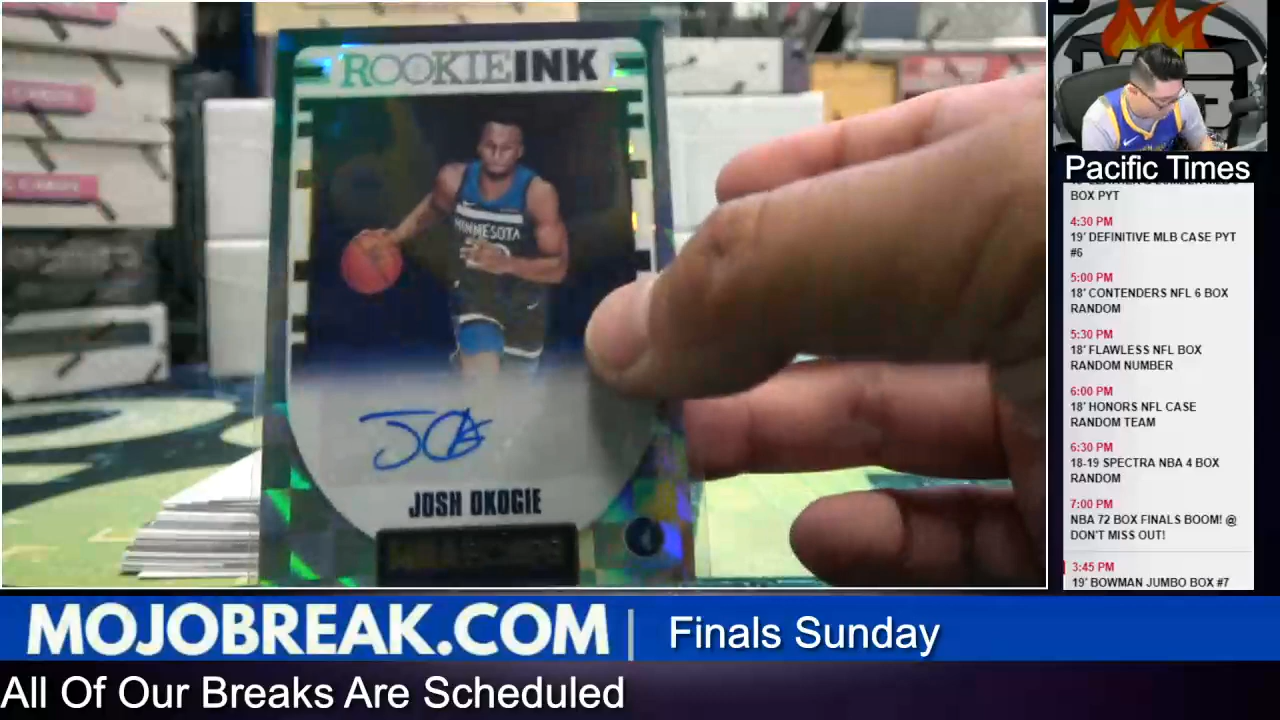 ROOKIE INK
MINNESOTA
JOSH OKOGIE
Pacific Times
BOX PYT
4:30 PM
19' DEFINITIVE MLB CASE PYT
#6
5:00 PM
18' CONTENDERS NFL 6 BOX
RANDOM
5:30 PM
18' FLAWLESS NFL BOX
RANDOM NUMBER
6:00 PM
18' HONORS NFL CASE
RANDOM TEAM
6:30 PM
18-19 SPECTRA NBA 4 BOX
RANDOM
7:00 PM
NBA 72 BOX FINALS BOOM! @
DON'T MISS OUT!
3:45 PM
19' BOWMAN JUMBO BOX #7
MOJOBREAK.COM | Finals Sunday
All Of Our Breaks Are Scheduled